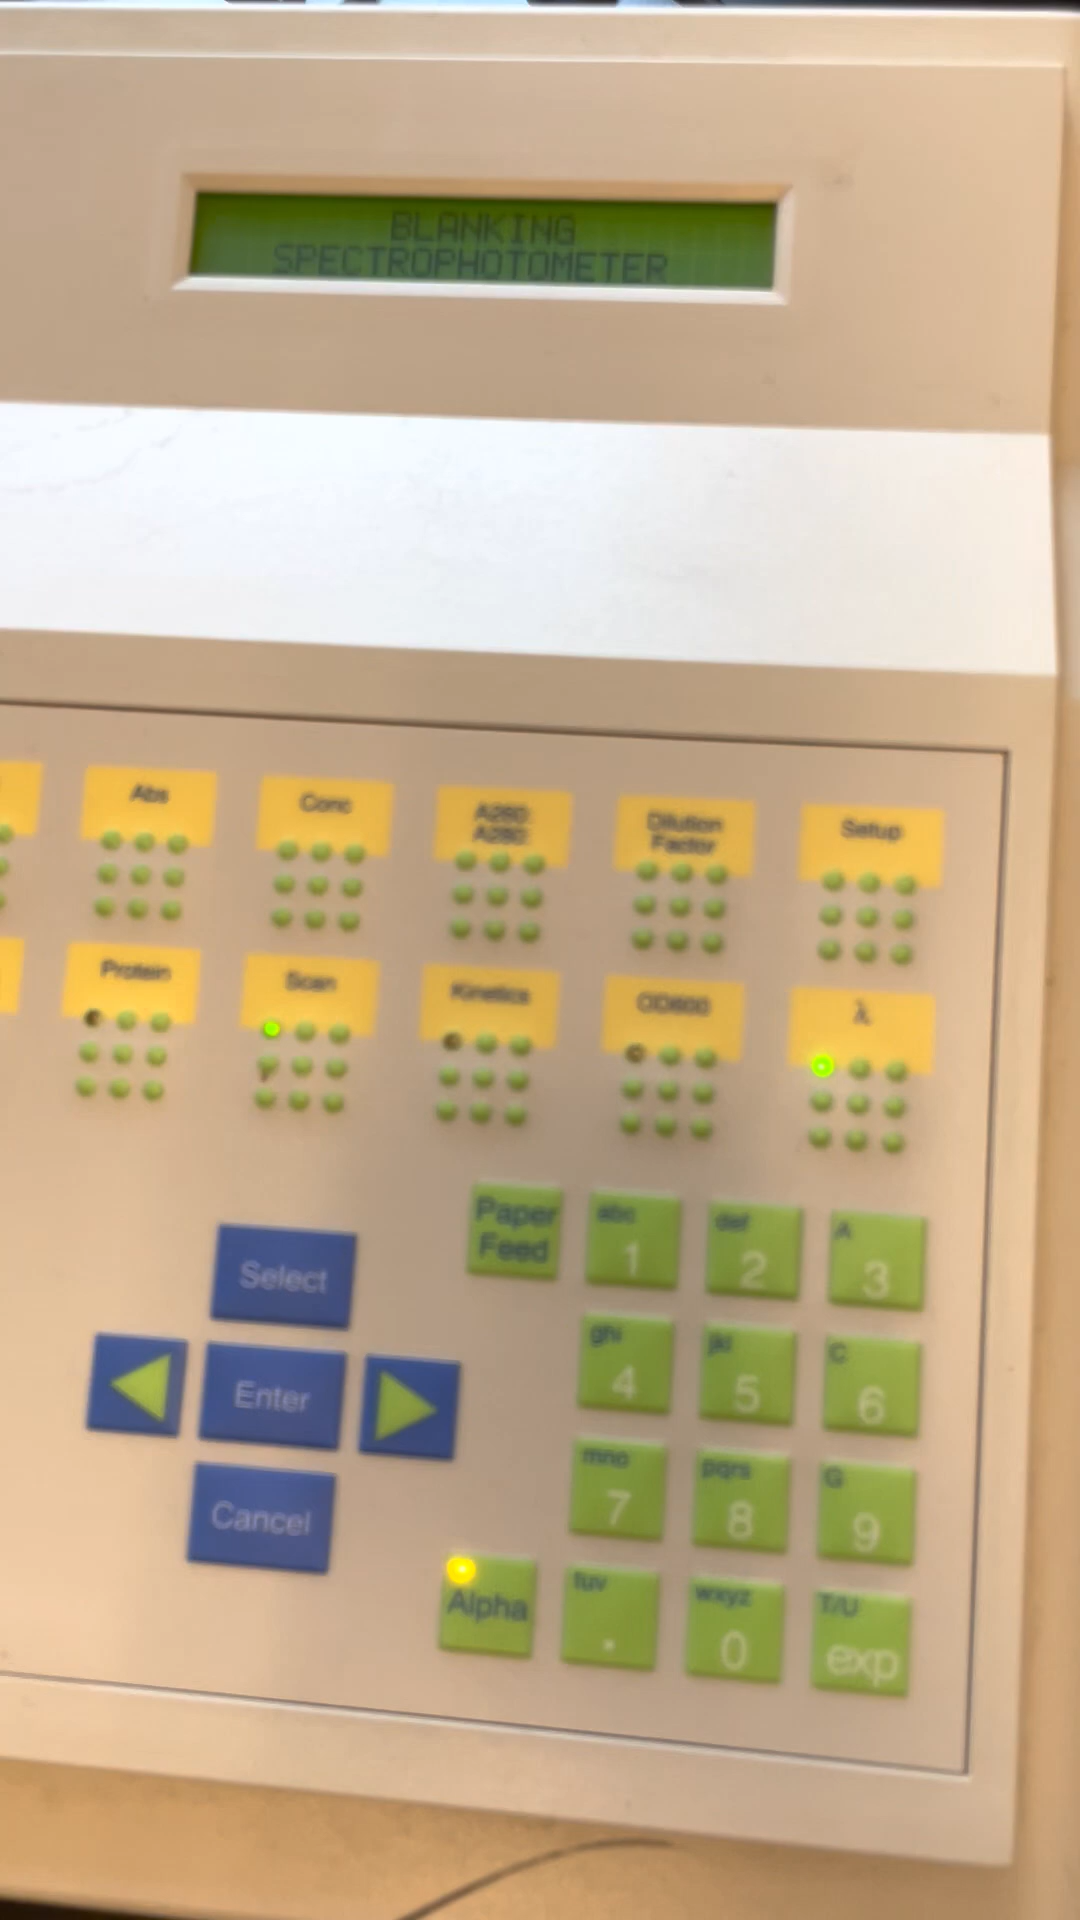 BLANKING
SPECTROPHOTOMETER
Abs
Conc
A260:
A280:
Dilution
Factor
Setup
Protein
Scan
Kinetics
OD600
λ
Paper
Feed
abc
1
def
2
A
3
Select
ghi
4
jkl
5
C
6
Enter
mno
7
pqrs
8
G
9
Cancel
Alpha
tuv
.
wxyz
0
T/U
exp